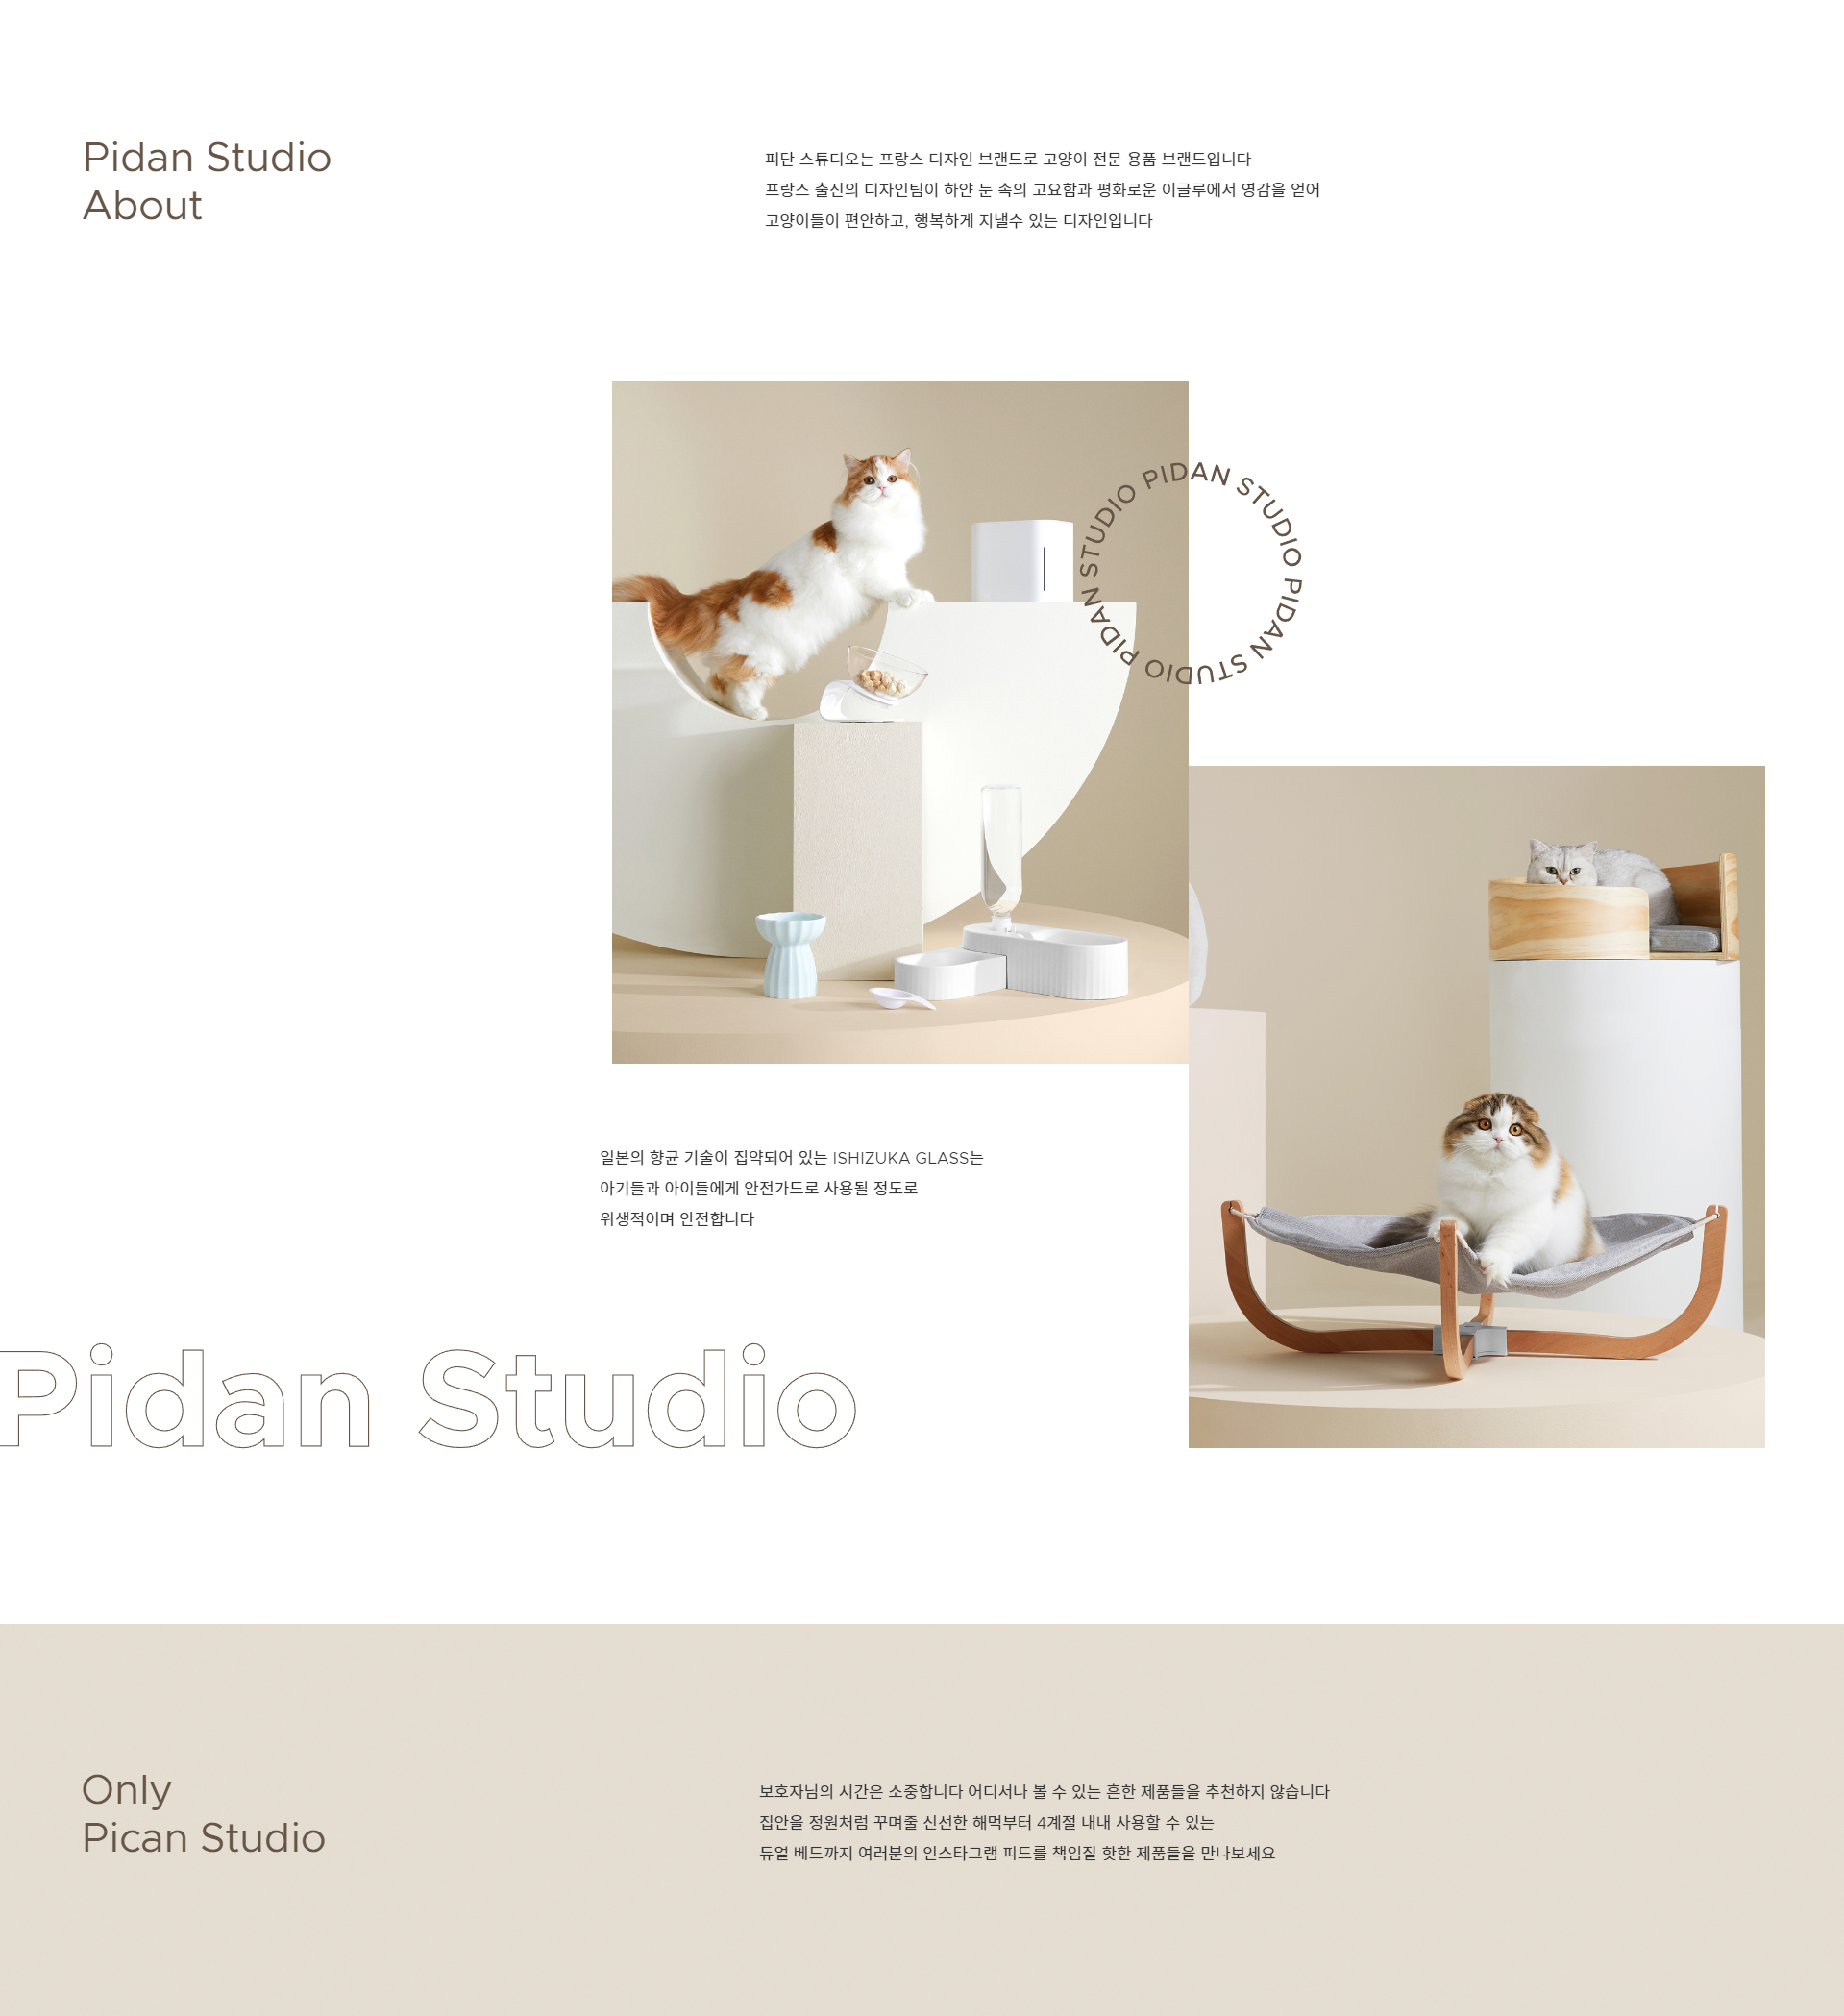 Pidan Studio
About
피단 스튜디오는 프랑스 디자인 브랜드로 고양이 전문 용품 브랜드입니다
프랑스 출신의 디자인팀이 하얀 눈 속의 고요함과 평화로운 이글루에서 영감을 얻어
고양이들이 편안하고, 행복하게 지낼수 있는 디자인입니다
PIDAN STUDIO PIDAN STUDIO PIDAN STUDIO
일본의 향균 기술이 집약되어 있는 ISHIZUKA GLASS는
아기들과 아이들에게 안전가드로 사용될 정도로
위생적이며 안전합니다
Pidan Studio
Only
Pican Studio
보호자님의 시간은 소중합니다 어디서나 볼 수 있는 흔한 제품들을 추천하지 않습니다
집안을 정원처럼 꾸며줄 신선한 해먹부터 4계절 내내 사용할 수 있는
듀얼 베드까지 여러분의 인스타그램 피드를 책임질 핫한 제품들을 만나보세요